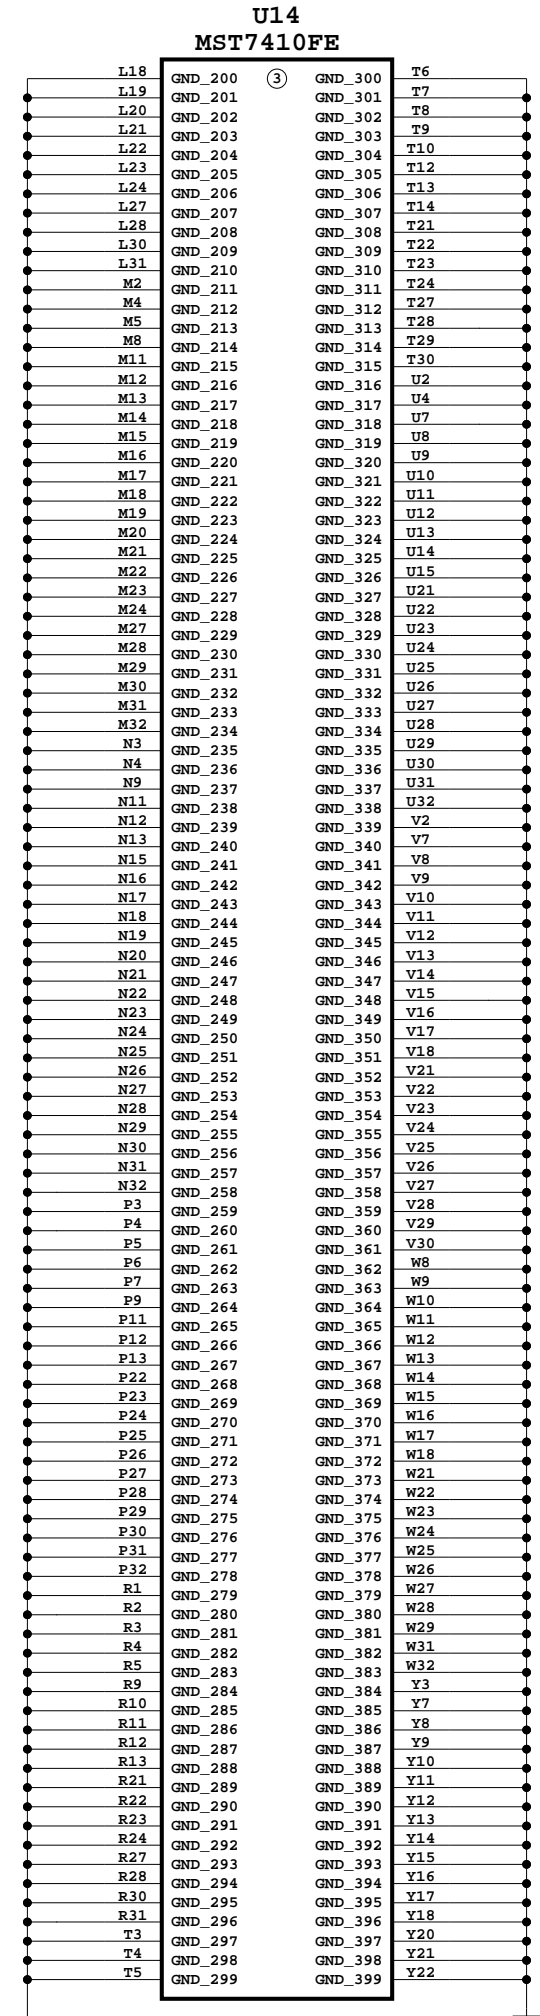 U14
MST7410FE
L18 GND_200 3 GND_300 T6
L19 GND_201 GND_301 T7
L20 GND_202 GND_302 T8
L21 GND_203 GND_303 T9
L22 GND_204 GND_304 T10
L23 GND_205 GND_305 T12
L24 GND_206 GND_306 T13
L27 GND_207 GND_307 T14
L28 GND_208 GND_308 T21
L30 GND_209 GND_309 T22
L31 GND_210 GND_310 T23
M2 GND_211 GND_311 T24
M4 GND_212 GND_312 T27
M5 GND_213 GND_313 T28
M8 GND_214 GND_314 T29
M11 GND_215 GND_315 T30
M12 GND_216 GND_316 U2
M13 GND_217 GND_317 U4
M14 GND_218 GND_318 U7
M15 GND_219 GND_319 U8
M16 GND_220 GND_320 U9
M17 GND_221 GND_321 U10
M18 GND_222 GND_322 U11
M19 GND_223 GND_323 U12
M20 GND_224 GND_324 U13
M21 GND_225 GND_325 U14
M22 GND_226 GND_326 U15
M23 GND_227 GND_327 U21
M24 GND_228 GND_328 U22
M27 GND_229 GND_329 U23
M28 GND_230 GND_330 U24
M29 GND_231 GND_331 U25
M30 GND_232 GND_332 U26
M31 GND_233 GND_333 U27
M32 GND_234 GND_334 U28
N3 GND_235 GND_335 U29
N4 GND_236 GND_336 U30
N9 GND_237 GND_337 U31
N11 GND_238 GND_338 U32
N12 GND_239 GND_339 V2
N13 GND_240 GND_340 V7
N15 GND_241 GND_341 V8
N16 GND_242 GND_342 V9
N17 GND_243 GND_343 V10
N18 GND_244 GND_344 V11
N19 GND_245 GND_345 V12
N20 GND_246 GND_346 V13
N21 GND_247 GND_347 V14
N22 GND_248 GND_348 V15
N23 GND_249 GND_349 V16
N24 GND_250 GND_350 V17
N25 GND_251 GND_351 V18
N26 GND_252 GND_352 V21
N27 GND_253 GND_353 V22
N28 GND_254 GND_354 V23
N29 GND_255 GND_355 V24
N30 GND_256 GND_356 V25
N31 GND_257 GND_357 V26
N32 GND_258 GND_358 V27
P3 GND_259 GND_359 V28
P4 GND_260 GND_360 V29
P5 GND_261 GND_361 V30
P6 GND_262 GND_362 W8
P7 GND_263 GND_363 W9
P9 GND_264 GND_364 W10
P11 GND_265 GND_365 W11
P12 GND_266 GND_366 W12
P13 GND_267 GND_367 W13
P22 GND_268 GND_368 W14
P23 GND_269 GND_369 W15
P24 GND_270 GND_370 W16
P25 GND_271 GND_371 W17
P26 GND_272 GND_372 W18
P27 GND_273 GND_373 W21
P28 GND_274 GND_374 W22
P29 GND_275 GND_375 W23
P30 GND_276 GND_376 W24
P31 GND_277 GND_377 W25
P32 GND_278 GND_378 W26
R1 GND_279 GND_379 W27
R2 GND_280 GND_380 W28
R3 GND_281 GND_381 W29
R4 GND_282 GND_382 W31
R5 GND_283 GND_383 W32
R9 GND_284 GND_384 Y3
R10 GND_285 GND_385 Y7
R11 GND_286 GND_386 Y8
R12 GND_287 GND_387 Y9
R13 GND_288 GND_388 Y10
R21 GND_289 GND_389 Y11
R22 GND_290 GND_390 Y12
R23 GND_291 GND_391 Y13
R24 GND_292 GND_392 Y14
R27 GND_293 GND_393 Y15
R28 GND_294 GND_394 Y16
R30 GND_295 GND_395 Y17
R31 GND_296 GND_396 Y18
T3 GND_297 GND_397 Y20
T4 GND_298 GND_398 Y21
T5 GND_299 GND_399 Y22